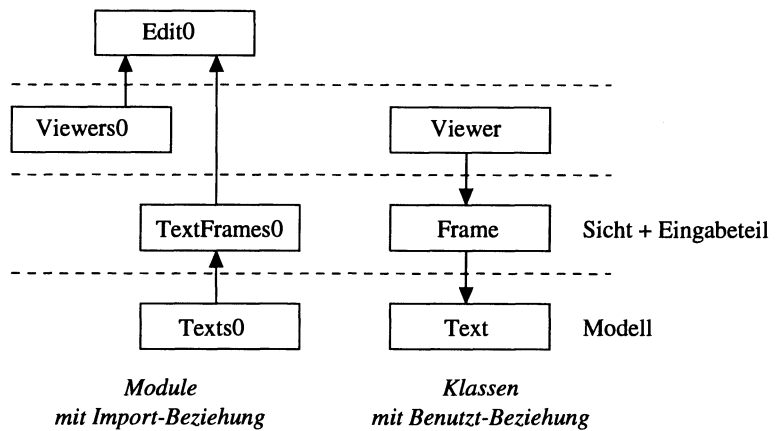 Edit0
Viewers0
Viewer
TextFrames0
Frame
Sicht + Eingabeteil
Texts0
Text
Modell
Module
mit Import-Beziehung
Klassen
mit Benutzt-Beziehung